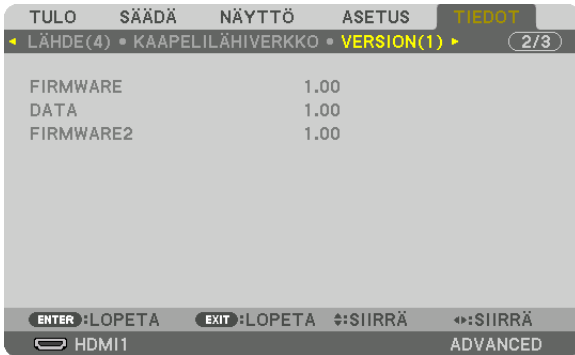 TULO SÄÄDÄ NÄYTTÖ ASETUS TIEDOT
◂ LÄHDE(4) • KAAPELILÄHIVERKKO • VERSION(1) ▸ 2/3
FIRMWARE 1.00
DATA 1.00
FIRMWARE2 1.00
ENTER :LOPETA EXIT :LOPETA :SIIRRÄ :SIIRRÄ
HDMI1 ADVANCED